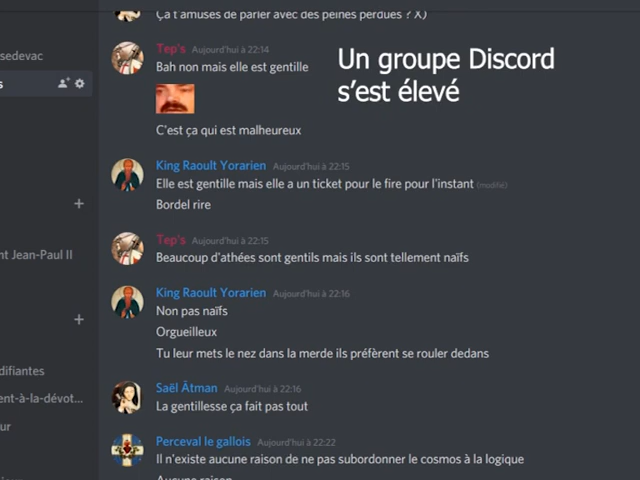 Ça t'amuses de parler avec des peines perdues ? X)
sedevac
Tep's Aujourd'hui à 22:14
Bah non mais elle est gentille
Un groupe Discord
s'est élevé
s
C'est ça qui est malheureux
King Raoult Yorarien Aujourd'hui à 22:15
Elle est gentille mais elle a un ticket pour le fire pour l'instant (modifié)
Bordel rire
Tep's Aujourd'hui à 22:15
nt Jean-Paul II
Beaucoup d'athées sont gentils mais ils sont tellement naïfs
King Raoult Yorarien Aujourd'hui à 22:16
Non pas naïfs
Orgueilleux
Tu leur mets le nez dans la merde ils préfèrent se rouler dedans
difiantes
Saël Ātman Aujourd'hui à 22:16
ent-à-la-dévot...
La gentillesse ça fait pas tout
ur
Perceval le gallois Aujourd'hui à 22:22
Il n'existe aucune raison de ne pas subordonner le cosmos à la logique
Aucune raison